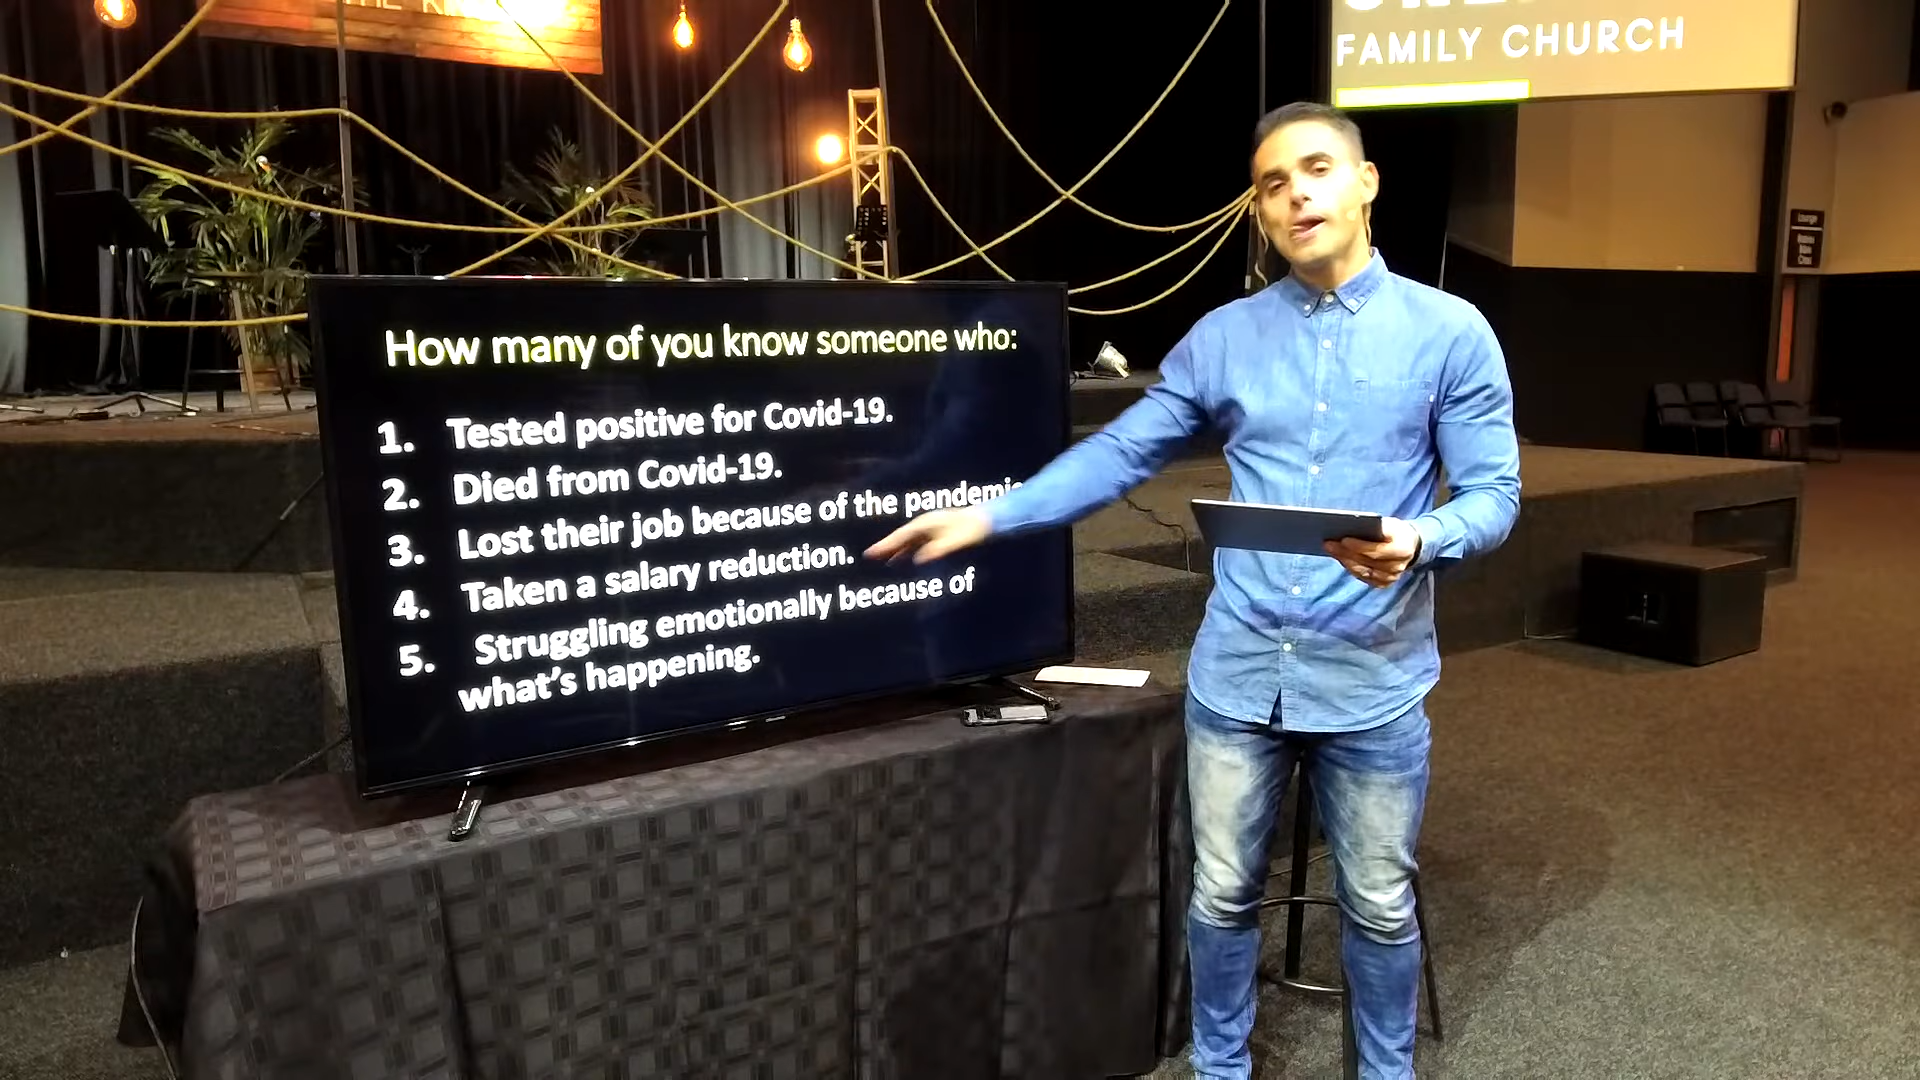 FAMILY CHURCH
Lounge
How many of you know someone who:
1. Tested positive for Covid-19.
2. Died from Covid-19.
3. Lost their job because of the pandemic
4. Taken a salary reduction.
5. Struggling emotionally because of
what's happening.